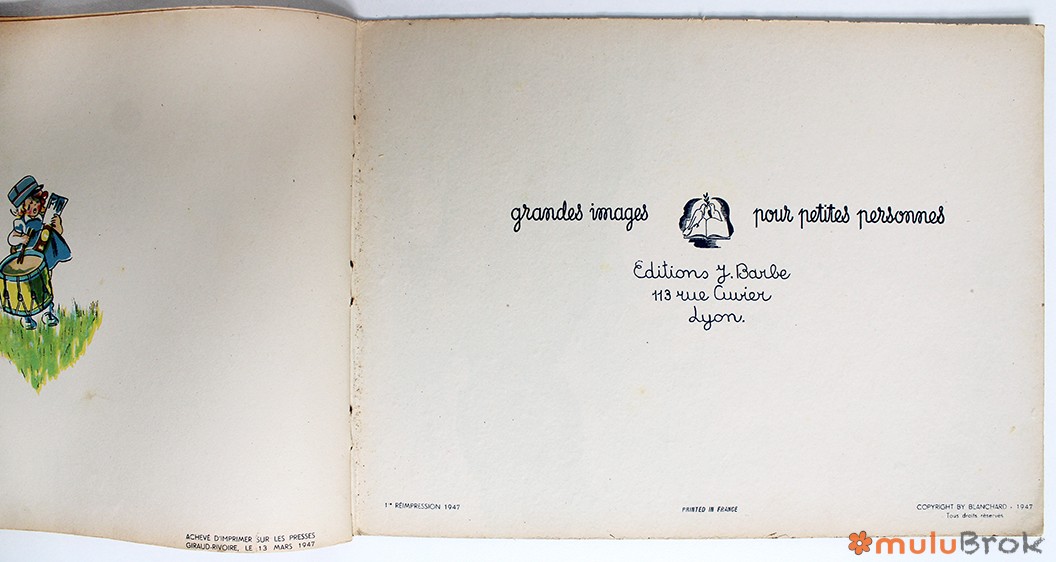 ACHEVÉ D'IMPRIMER SUR LES PRESSES
GIRAUD-RIVOIRE, LE 13 MARS 1947
grandes images pour petites personnes
Editions J. Barbe
113 rue Cuvier
Lyon.
1re RÉIMPRESSION 1947
PRINTED IN FRANCE
COPYRIGHT BY BLANCHARD - 1947
Tous droits réservés
muluBrok